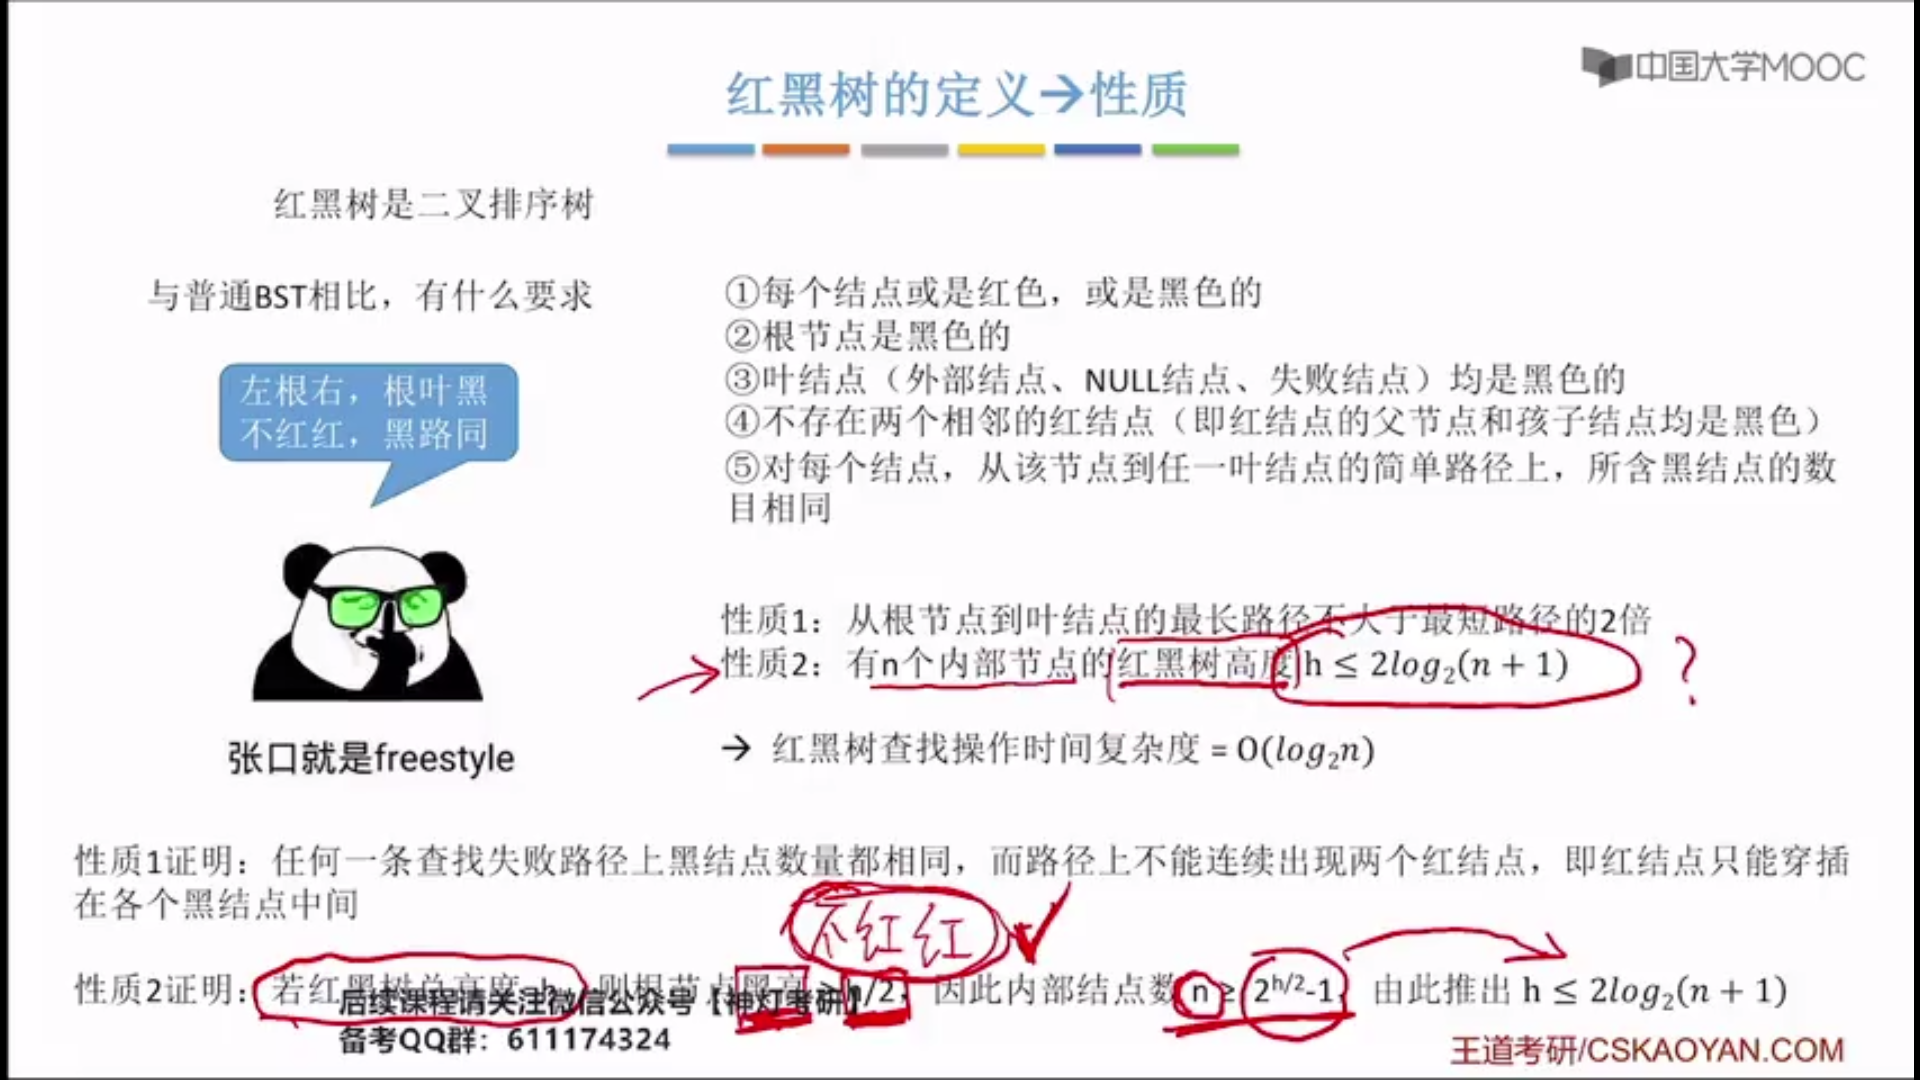 中国大学MOOC
红黑树的定义→性质
红黑树是二叉排序树
与普通BST相比，有什么要求
左根右，根叶黑
不红红，黑路同
张口就是freestyle
①每个结点或是红色，或是黑色的
②根节点是黑色的
③叶结点（外部结点、NULL结点、失败结点）均是黑色的
④不存在两个相邻的红结点（即红结点的父节点和孩子结点均是黑色）
⑤对每个结点，从该节点到任一叶结点的简单路径上，所含黑结点的数
目相同
性质1：从根节点到叶结点的最长路径不大于最短路径的2倍
性质2：有n个内部节点的红黑树高度 h ≤ 2log₂(n + 1) ?
→ 红黑树查找操作时间复杂度 = O(log₂n)
性质1证明：任何一条查找失败路径上黑结点数量都相同，而路径上不能连续出现两个红结点，即红结点只能穿插
在各个黑结点中间
不红红
性质2证明：若红黑树总高度=h，则根节点黑高 ≥ h/2，因此内部结点数 n ≥ 2^(h/2)-1，由此推出 h ≤ 2log₂(n + 1)
后续课程请关注微信公众号【神灯考研】
备考QQ群：611174324
王道考研/CSKAOYAN.COM